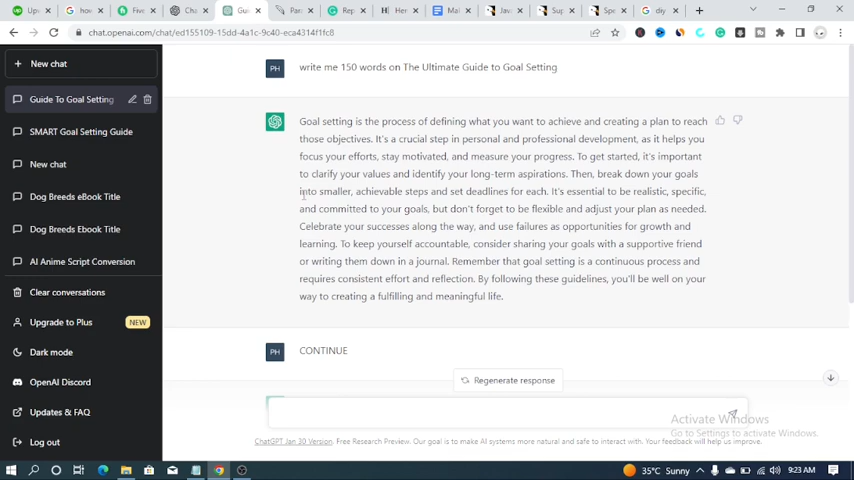 Upv
hov
Five
Cha
Gui
Para
Rep
Her
Mai
Java
Sup
Spe
diy
chat.openai.com/chat/ed155109-15dd-4a1c-9c40-eca4314f1fc8
+ New chat
Guide To Goal Setting
SMART Goal Setting Guide
New chat
Dog Breeds eBook Title
Dog Breeds Ebook Title
AI Anime Script Conversion
Clear conversations
Upgrade to Plus NEW
Dark mode
OpenAI Discord
Updates & FAQ
Log out
PH write me 150 words on The Ultimate Guide to Goal Setting
Goal setting is the process of defining what you want to achieve and creating a plan to reach
those objectives. It's a crucial step in personal and professional development, as it helps you
focus your efforts, stay motivated, and measure your progress. To get started, it's important
to clarify your values and identify your long-term aspirations. Then, break down your goals
into smaller, achievable steps and set deadlines for each. It's essential to be realistic, specific,
and committed to your goals, but don't forget to be flexible and adjust your plan as needed.
Celebrate your successes along the way, and use failures as opportunities for growth and
learning. To keep yourself accountable, consider sharing your goals with a supportive friend
or writing them down in a journal. Remember that goal setting is a continuous process and
requires consistent effort and reflection. By following these guidelines, you'll be well on your
way to creating a fulfilling and meaningful life.
PH CONTINUE
Regenerate response
Activate Windows
Go to Settings to activate Windows.
ChatGPT Jan 30 Version. Free Research Preview. Our goal is to make AI systems more natural and safe to interact with. Your feedback will help us improve.
35°C Sunny 9:23 AM